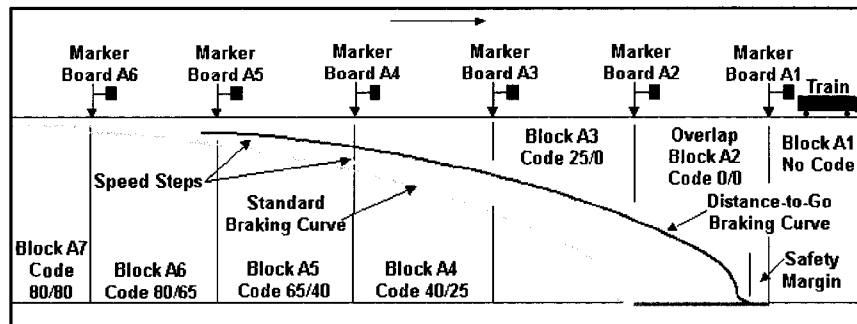 Marker
Board A6
Marker
Board A5
Marker
Board A4
Marker
Board A3
Marker
Board A2
Marker
Board A1
Train
Block A3
Code 25/0
Overlap
Block A2
Code 0/0
Block A1
No Code
Speed Steps
Standard
Braking Curve
Distance-to-Go
Braking Curve
Block A7
Code
80/80
Block A6
Code 80/65
Block A5
Code 65/40
Block A4
Code 40/25
Safety
Margin